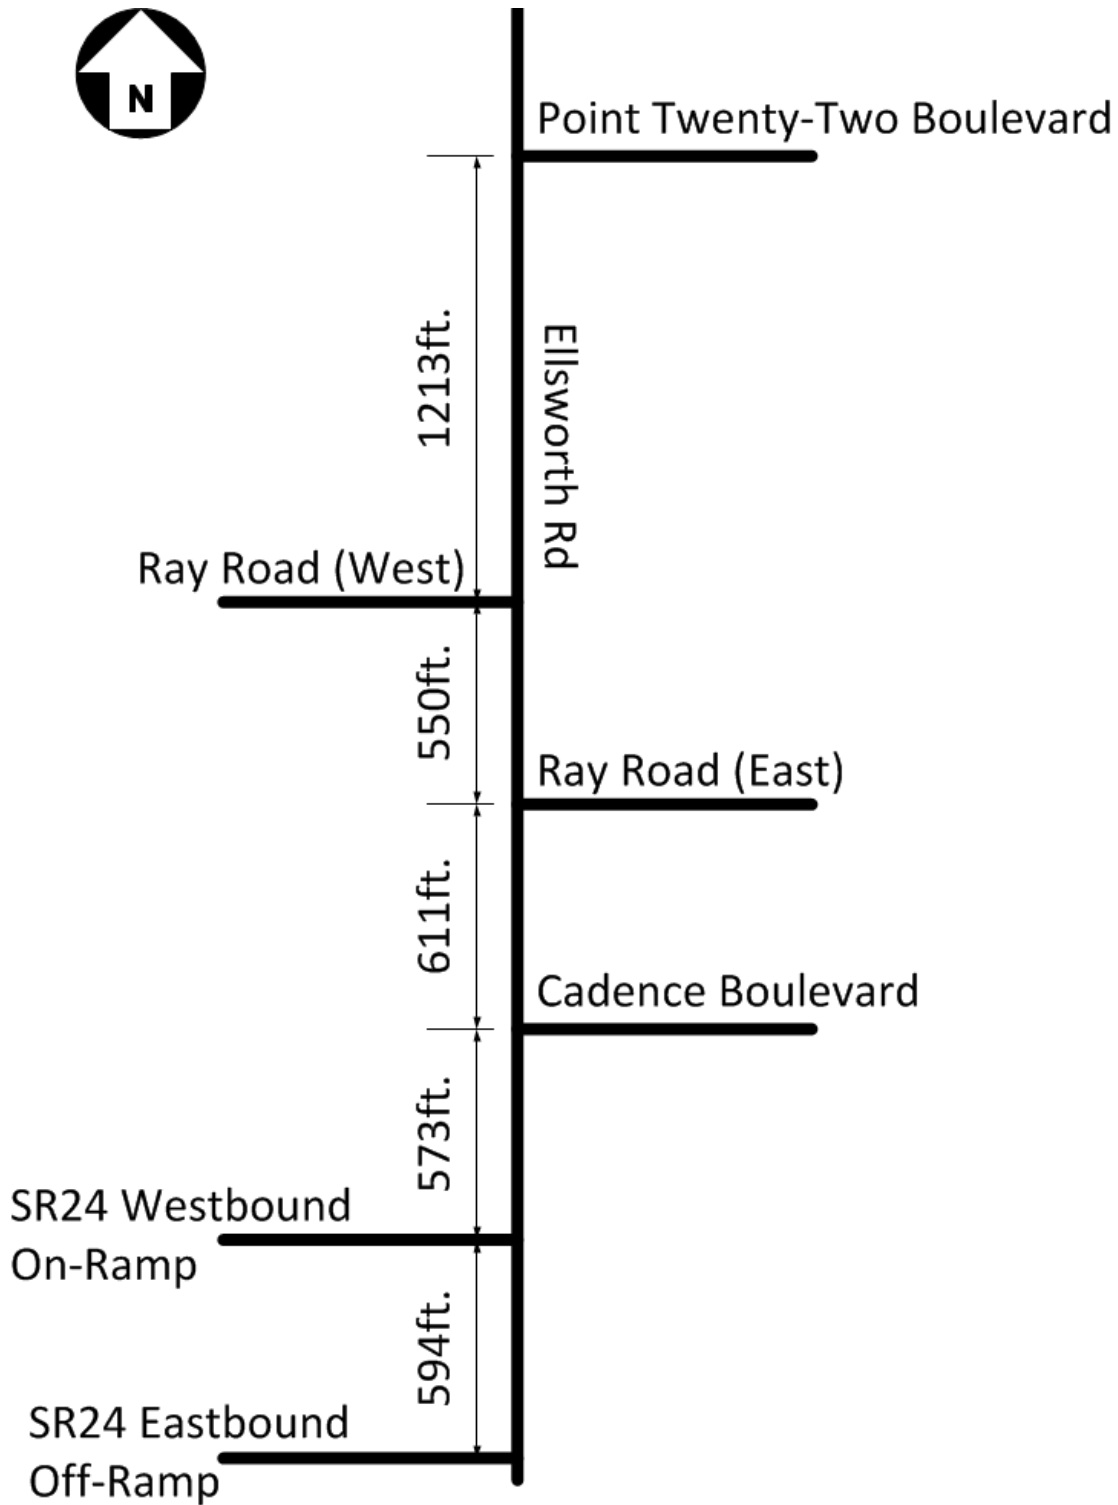 N
Point Twenty-Two Boulevard
1213ft.
Ellsworth Rd
Ray Road (West)
550ft.
Ray Road (East)
611ft.
Cadence Boulevard
573ft.
SR24 Westbound
On-Ramp
594ft.
SR24 Eastbound
Off-Ramp